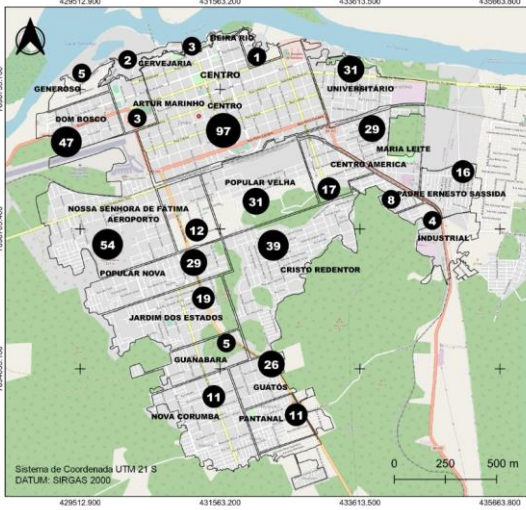 429512.900 431563.200 433613.500 435663.800
BEIRA RIO
3
1
2
CERVEJARIA
5
CENTRO
31
GENEROSO
UNIVERSITÁRIO
ARTUR MARINHO
CENTRO
DOM BOSCO
3
97
29
47
MARIA LEITE
CENTRO AMERICA
16
POPULAR VELHA
17
PADRE ERNESTO SASSIDA
31
8
NOSSA SENHORA DE FÁTIMA
AEROPORTO
4
12
INDUSTRIAL
54
39
29
POPULAR NOVA
CRISTO REDENTOR
19
JARDIM DOS ESTADOS
5
GUANABARA
26
GUATÓS
11
NOVA CORUMBA
PANTANAL
11
Sistema de Coordenada UTM 21 S
DATUM: SIRGAS 2000
0 250 500 m
429512.900 431563.200 433613.500 435663.800